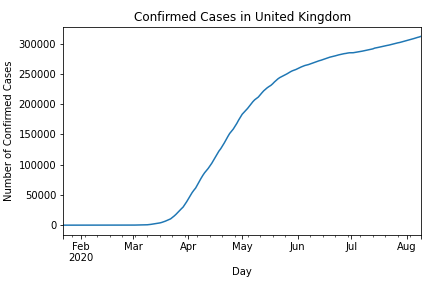 Confirmed Cases in United Kingdom
300000
250000
200000
150000
100000
50000
0
Number of Confirmed Cases
Feb Mar Apr May Jun Jul Aug
2020
Day